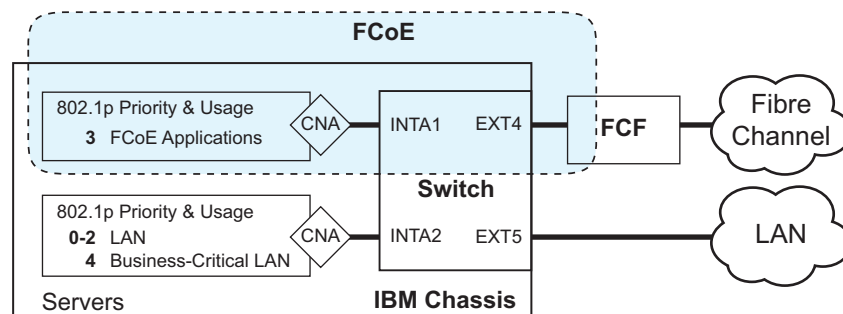 FCoE
802.1p Priority & Usage
3 FCoE Applications
CNA
INTA1
EXT4
FCF
Fibre
Channel
Switch
802.1p Priority & Usage
0-2 LAN
4 Business-Critical LAN
CNA
INTA2
EXT5
LAN
Servers
IBM Chassis